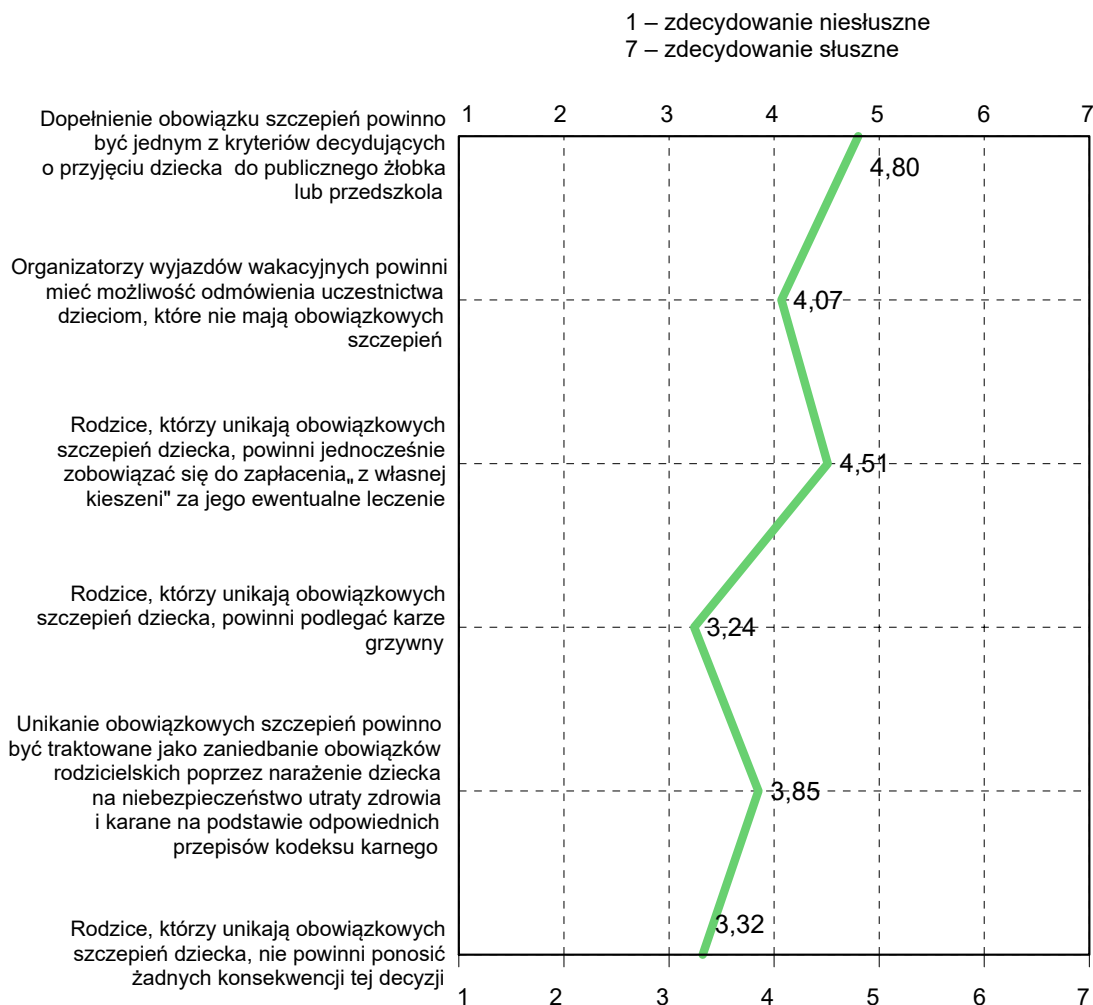 1 – zdecydowanie niesłuszne
7 – zdecydowanie słuszne
1 2 3 4 5 6 7
Dopełnienie obowiązku szczepień powinno
być jednym z kryteriów decydujących
o przyjęciu dziecka do publicznego żłobka
lub przedszkola
4,80
Organizatorzy wyjazdów wakacyjnych powinni
mieć możliwość odmówienia uczestnictwa
dzieciom, które nie mają obowiązkowych
szczepień
4,07
Rodzice, którzy unikają obowiązkowych
szczepień dziecka, powinni jednocześnie
zobowiązać się do zapłacenia„ z własnej
kieszeni" za jego ewentualne leczenie
4,51
Rodzice, którzy unikają obowiązkowych
szczepień dziecka, powinni podlegać karze
grzywny
3,24
Unikanie obowiązkowych szczepień powinno
być traktowane jako zaniedbanie obowiązków
rodzicielskich poprzez narażenie dziecka
na niebezpieczeństwo utraty zdrowia
i karane na podstawie odpowiednich
przepisów kodeksu karnego
3,85
Rodzice, którzy unikają obowiązkowych
szczepień dziecka, nie powinni ponosić
żadnych konsekwencji tej decyzji
3,32
1 2 3 4 5 6 7